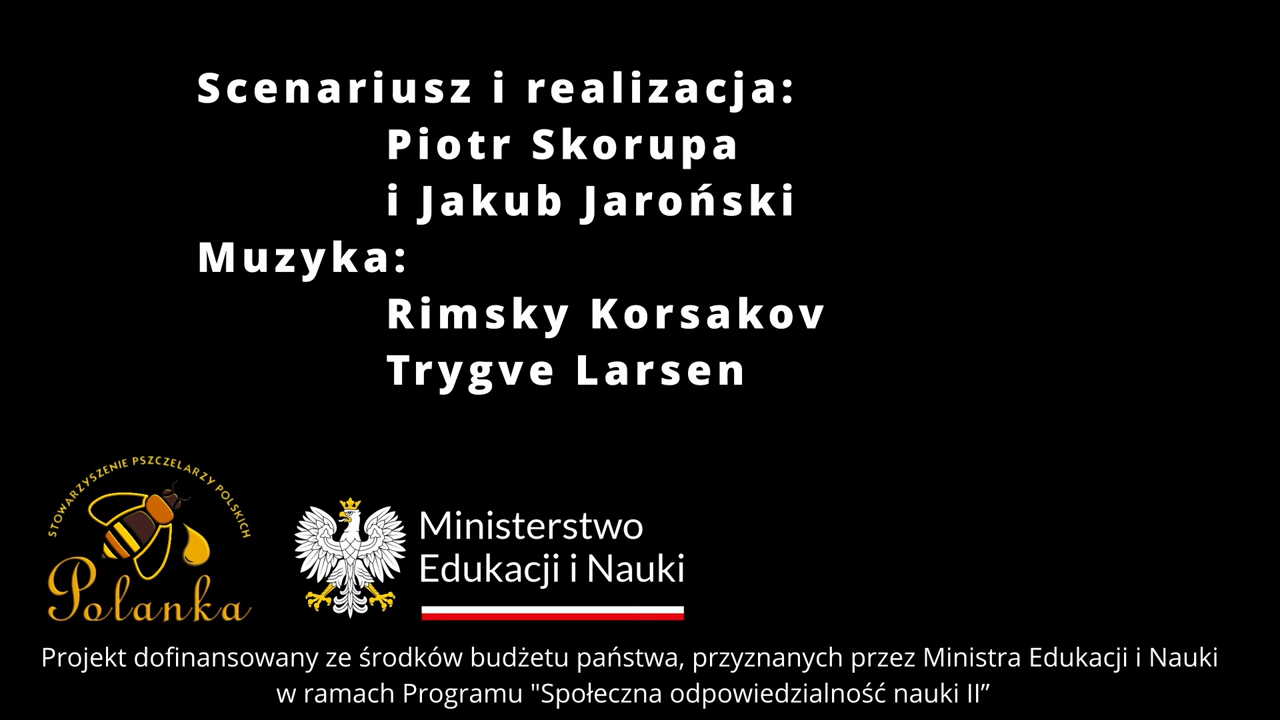 Scenariusz i realizacja:
Piotr Skorupa
i Jakub Jaroński
Muzyka:
Rimsky Korsakov
Trygve Larsen
STOWARZYSZENIE PSZCZELARZY POLSKICH
Polanka
Ministerstwo
Edukacji i Nauki
Projekt dofinansowany ze środków budżetu państwa, przyznanych przez Ministra Edukacji i Nauki
w ramach Programu "Społeczna odpowiedzialność nauki II”